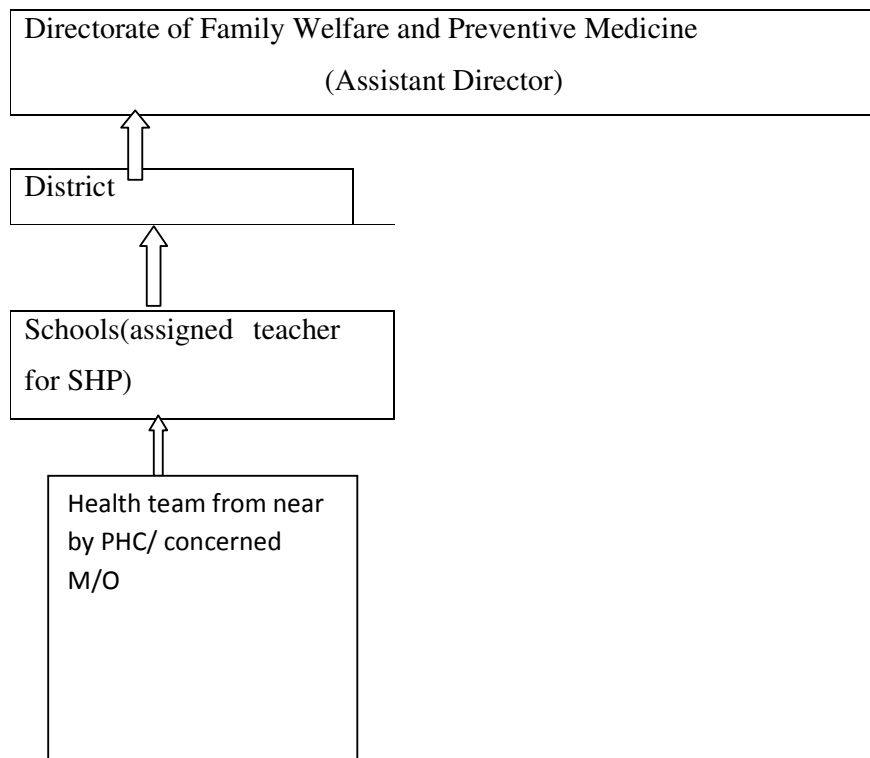 Directorate of Family Welfare and Preventive Medicine
(Assistant Director)
District
Schools(assigned teacher
for SHP)
Health team from near
by PHC/ concerned
M/O